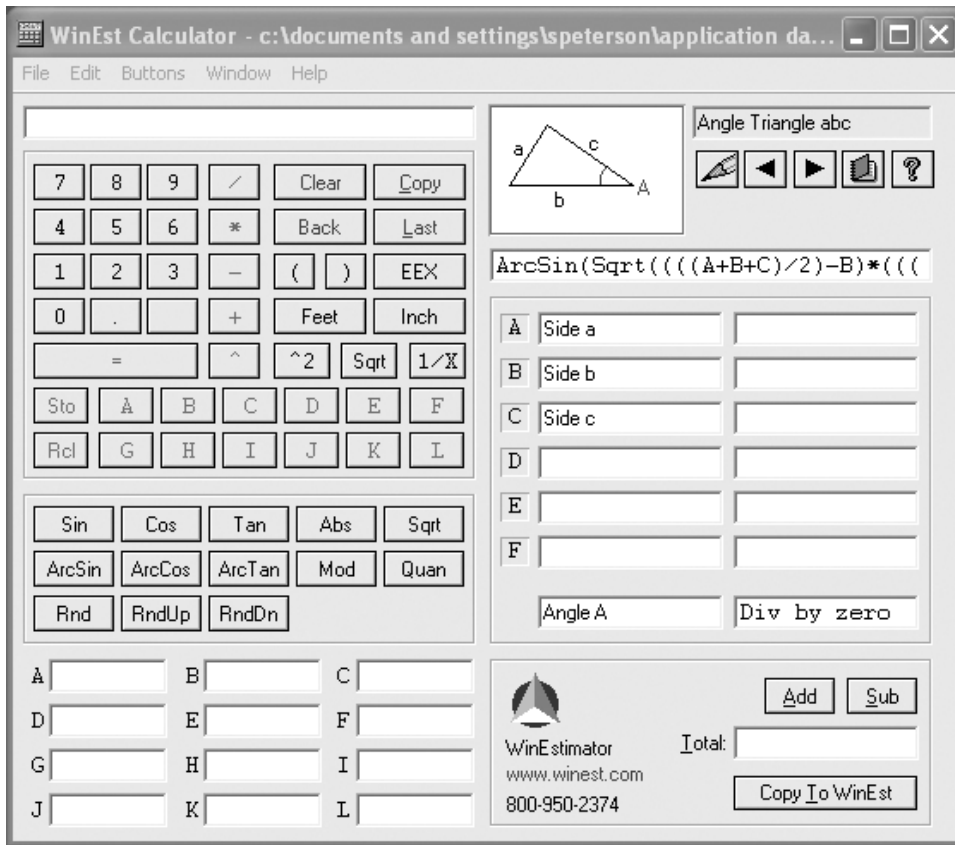 WinEst Calculator - c:\documents and settings\speterson\application da...
File Edit Buttons Window Help
a c b A
Angle Triangle abc
7 8 9 / Clear Copy
4 5 6 * Back Last
1 2 3 - ( ) EEX
0 . + Feet Inch
= ^ ^2 Sqrt 1/X
Sto A B C D E F
Rcl G H I J K L
Sin Cos Tan Abs Sqrt
ArcSin ArcCos ArcTan Mod Quan
Rnd RndUp RndDn
A B C
D E F
G H I
J K L
?
ArcSin(Sqrt((((A+B+C)/2)-B)*(((
A Side a
B Side b
C Side c
D
E
F
Angle A Div by zero
WinEstimator
www.winest.com
800-950-2374
Add Sub
Total:
Copy To WinEst